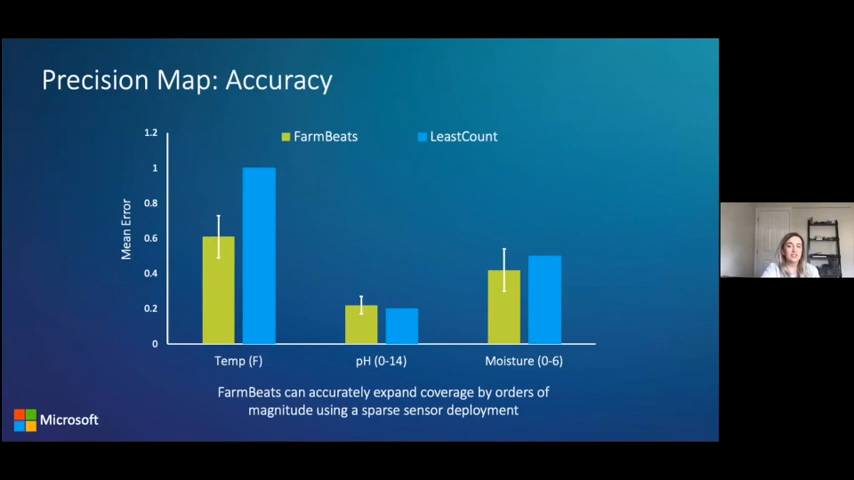 Precision Map: Accuracy
FarmBeats
LeastCount
Mean Error
1.2
1
0.8
0.6
0.4
0.2
0
Temp (F)
pH (0-14)
Moisture (0-6)
FarmBeats can accurately expand coverage by orders of
magnitude using a sparse sensor deployment
Microsoft